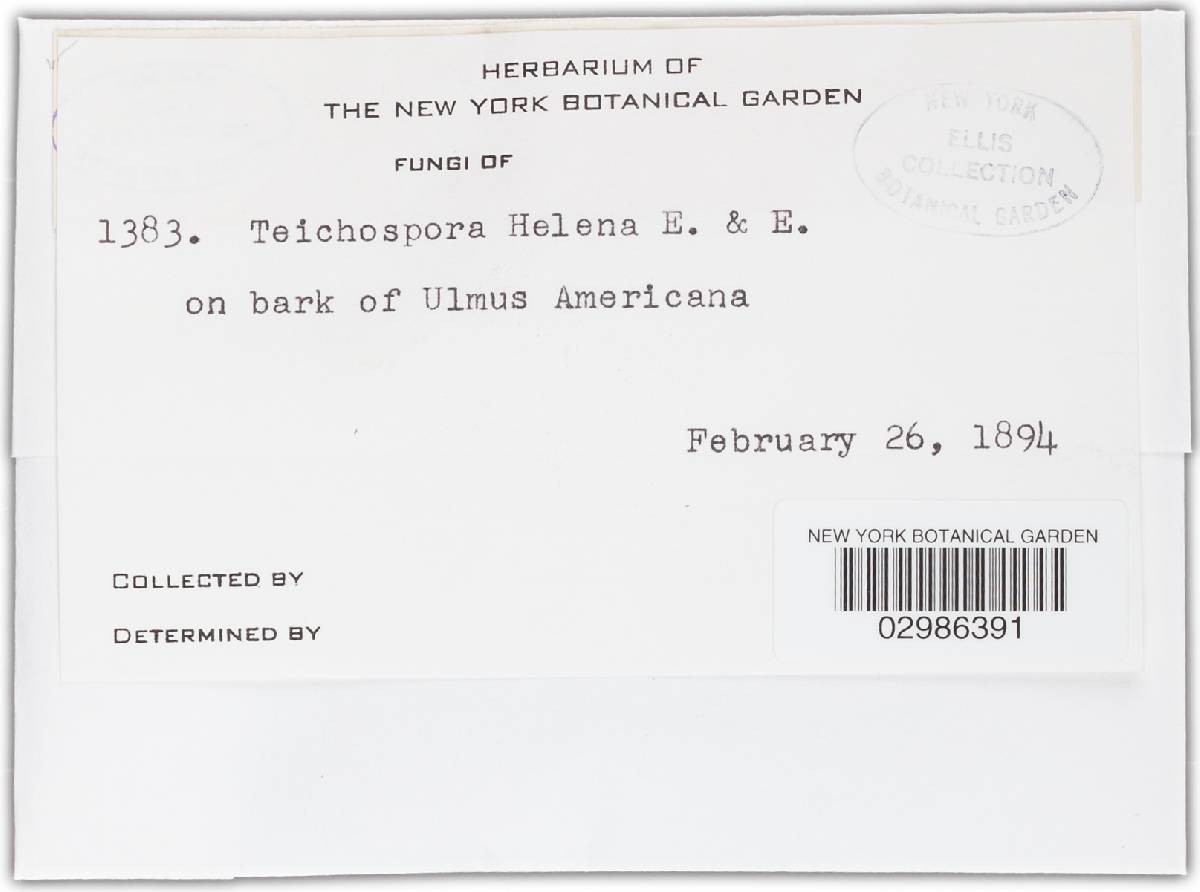 HERBARIUM OF
THE NEW YORK BOTANICAL GARDEN
FUNGI OF
NEW YORK
ELLIS
COLLECTION
BOTANICAL GARDEN
1383. Teichospora Helena E. & E.
on bark of Ulmus Americana
February 26, 1894
NEW YORK BOTANICAL GARDEN
02986391
COLLECTED BY
DETERMINED BY